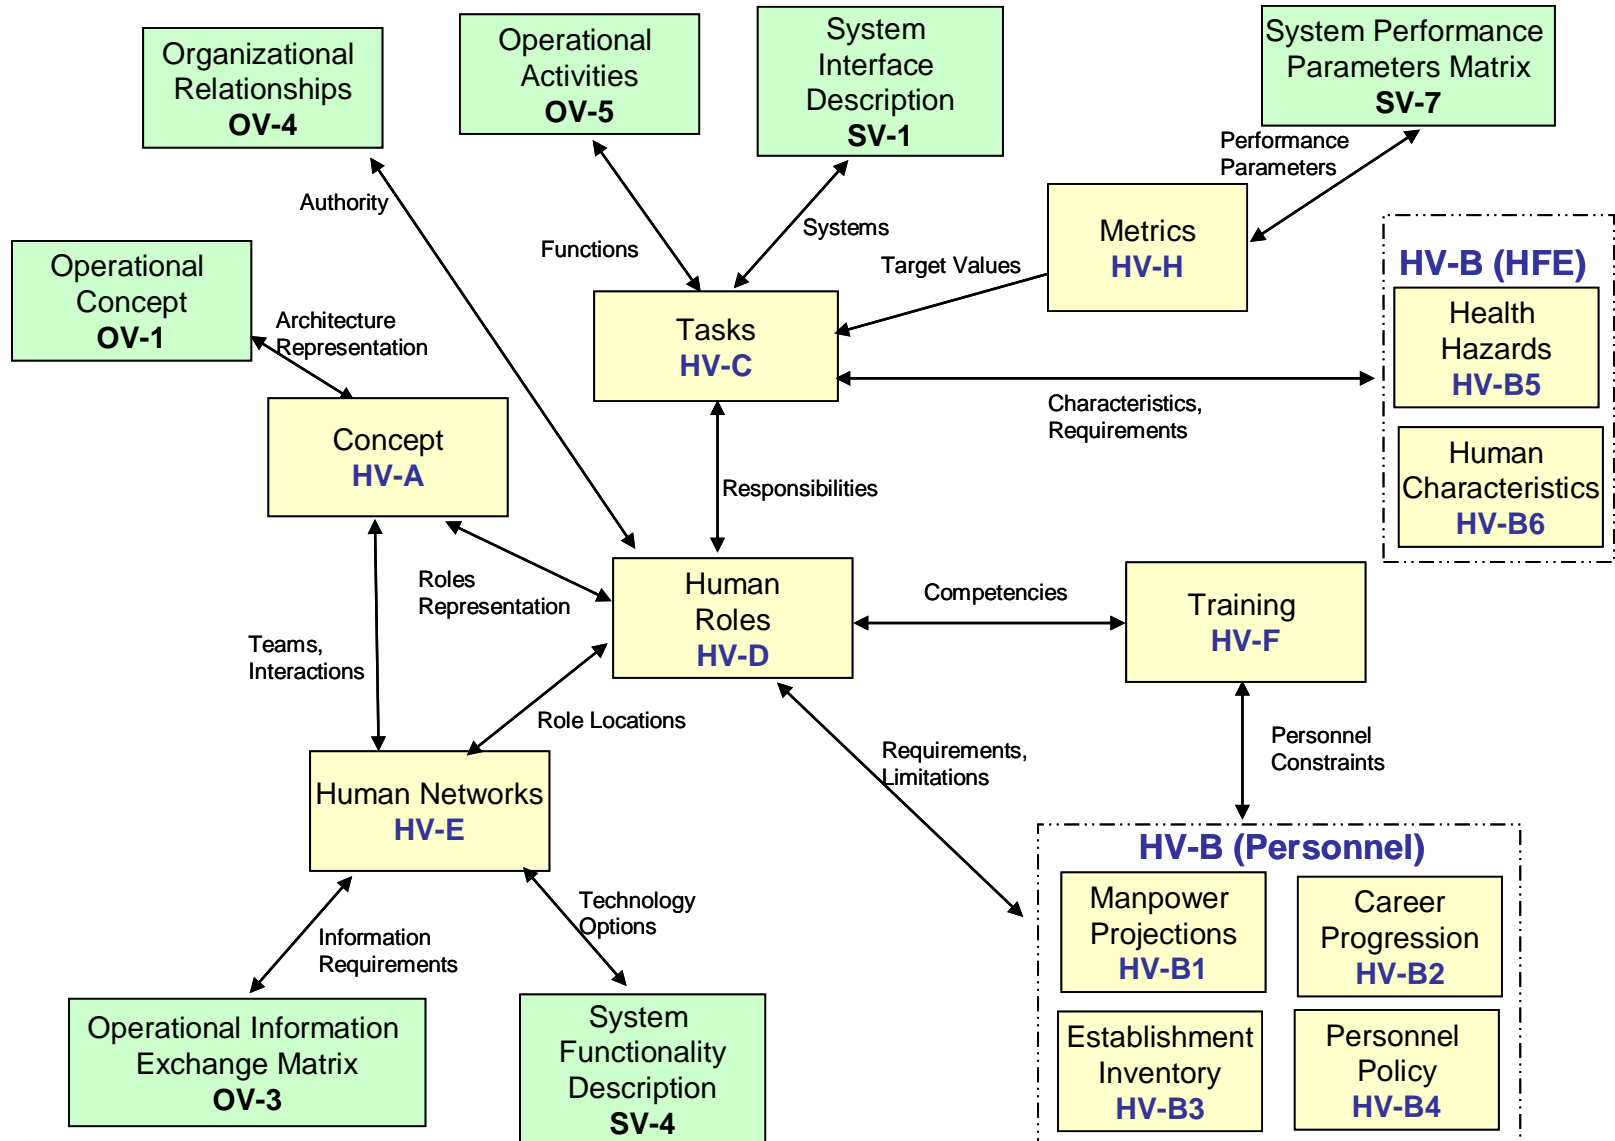 Organizational
Relationships
OV-4
Operational
Activities
OV-5
System
Interface
Description
SV-1
System Performance
Parameters Matrix
SV-7
Performance
Parameters
Authority
Functions
Systems
Metrics
HV-H
Target Values
Operational
Concept
OV-1
Architecture
Representation
Tasks
HV-C
HV-B (HFE)
Health
Hazards
HV-B5
Human
Characteristics
HV-B6
Characteristics,
Requirements
Concept
HV-A
Responsibilities
Roles
Representation
Human
Roles
HV-D
Competencies
Training
HV-F
Teams,
Interactions
Role Locations
Requirements,
Limitations
Personnel
Constraints
Human Networks
HV-E
HV-B (Personnel)
Manpower
Projections
HV-B1
Career
Progression
HV-B2
Establishment
Inventory
HV-B3
Personnel
Policy
HV-B4
Technology
Options
Information
Requirements
Operational Information
Exchange Matrix
OV-3
System
Functionality
Description
SV-4